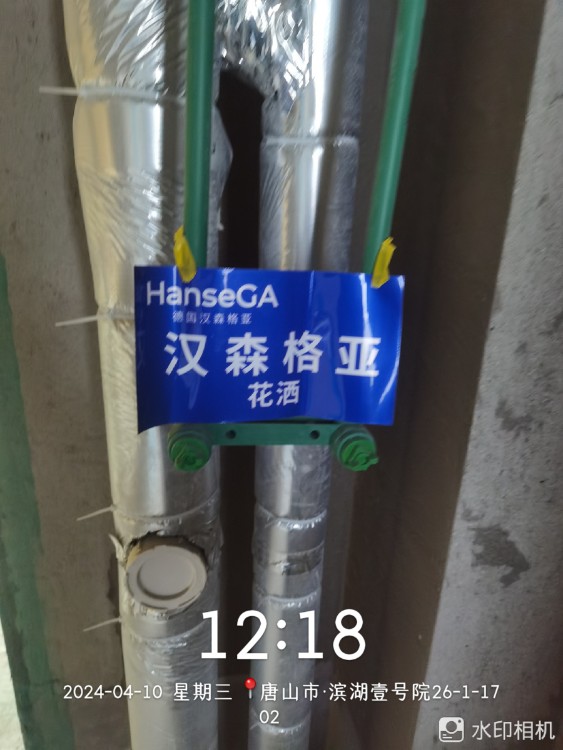 HanseGA
德国汉森格亚
汉森格亚
花洒
12:18
2024-04-10 星期三 唐山市·滨湖壹号院26-1-17
02
水印相机